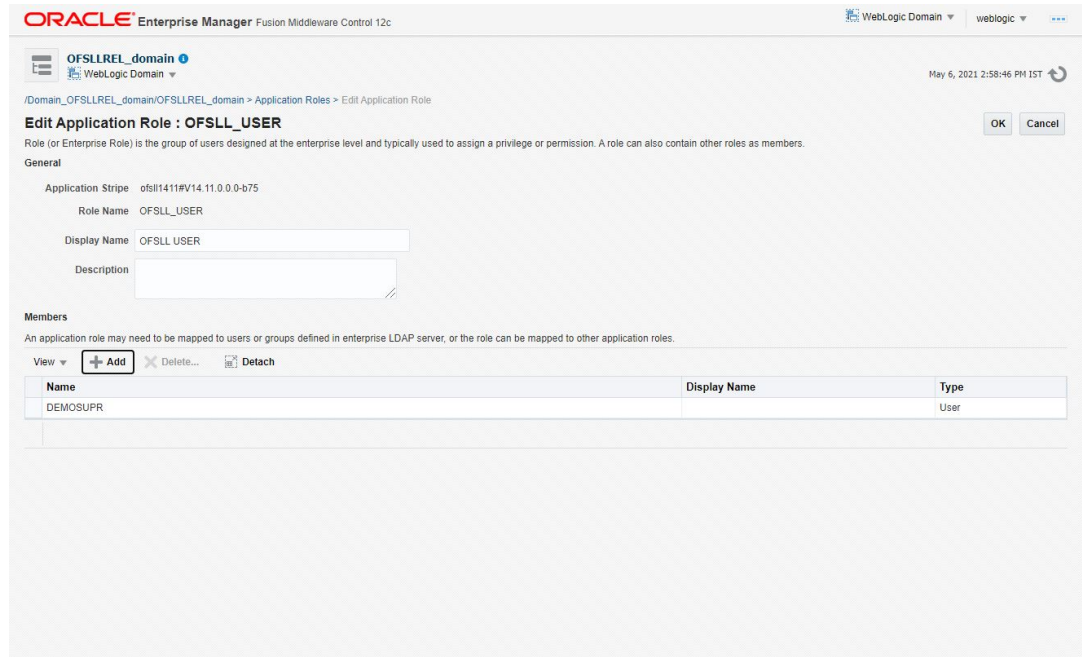 ORACLE Enterprise Manager Fusion Middleware Control 12c
WebLogic Domain
weblogic
OFSLLREL_domain
WebLogic Domain
May 6, 2021 2:58:46 PM IST
/Domain_OFSLLREL_domain/OFSLLREL_domain > Application Roles > Edit Application Role
Edit Application Role : OFSLL_USER
OK
Cancel
Role (or Enterprise Role) is the group of users designed at the enterprise level and typically used to assign a privilege or permission. A role can also contain other roles as members.
General
Application Stripe ofsll1411#V14.11.0.0.0-b75
Role Name OFSLL_USER
Display Name OFSLL USER
Description
Members
An application role may need to be mapped to users or groups defined in enterprise LDAP server, or the role can be mapped to other application roles.
View Add Delete... Detach
Name Display Name Type
DEMOSUPR User